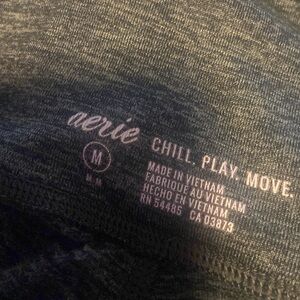 aerie CHILL. PLAY. MOVE.
M
M-M
MADE IN VIETNAM
FABRIQUE AU VIETNAM
HECHO EN VIETNAM
RN 54485 CA 03873